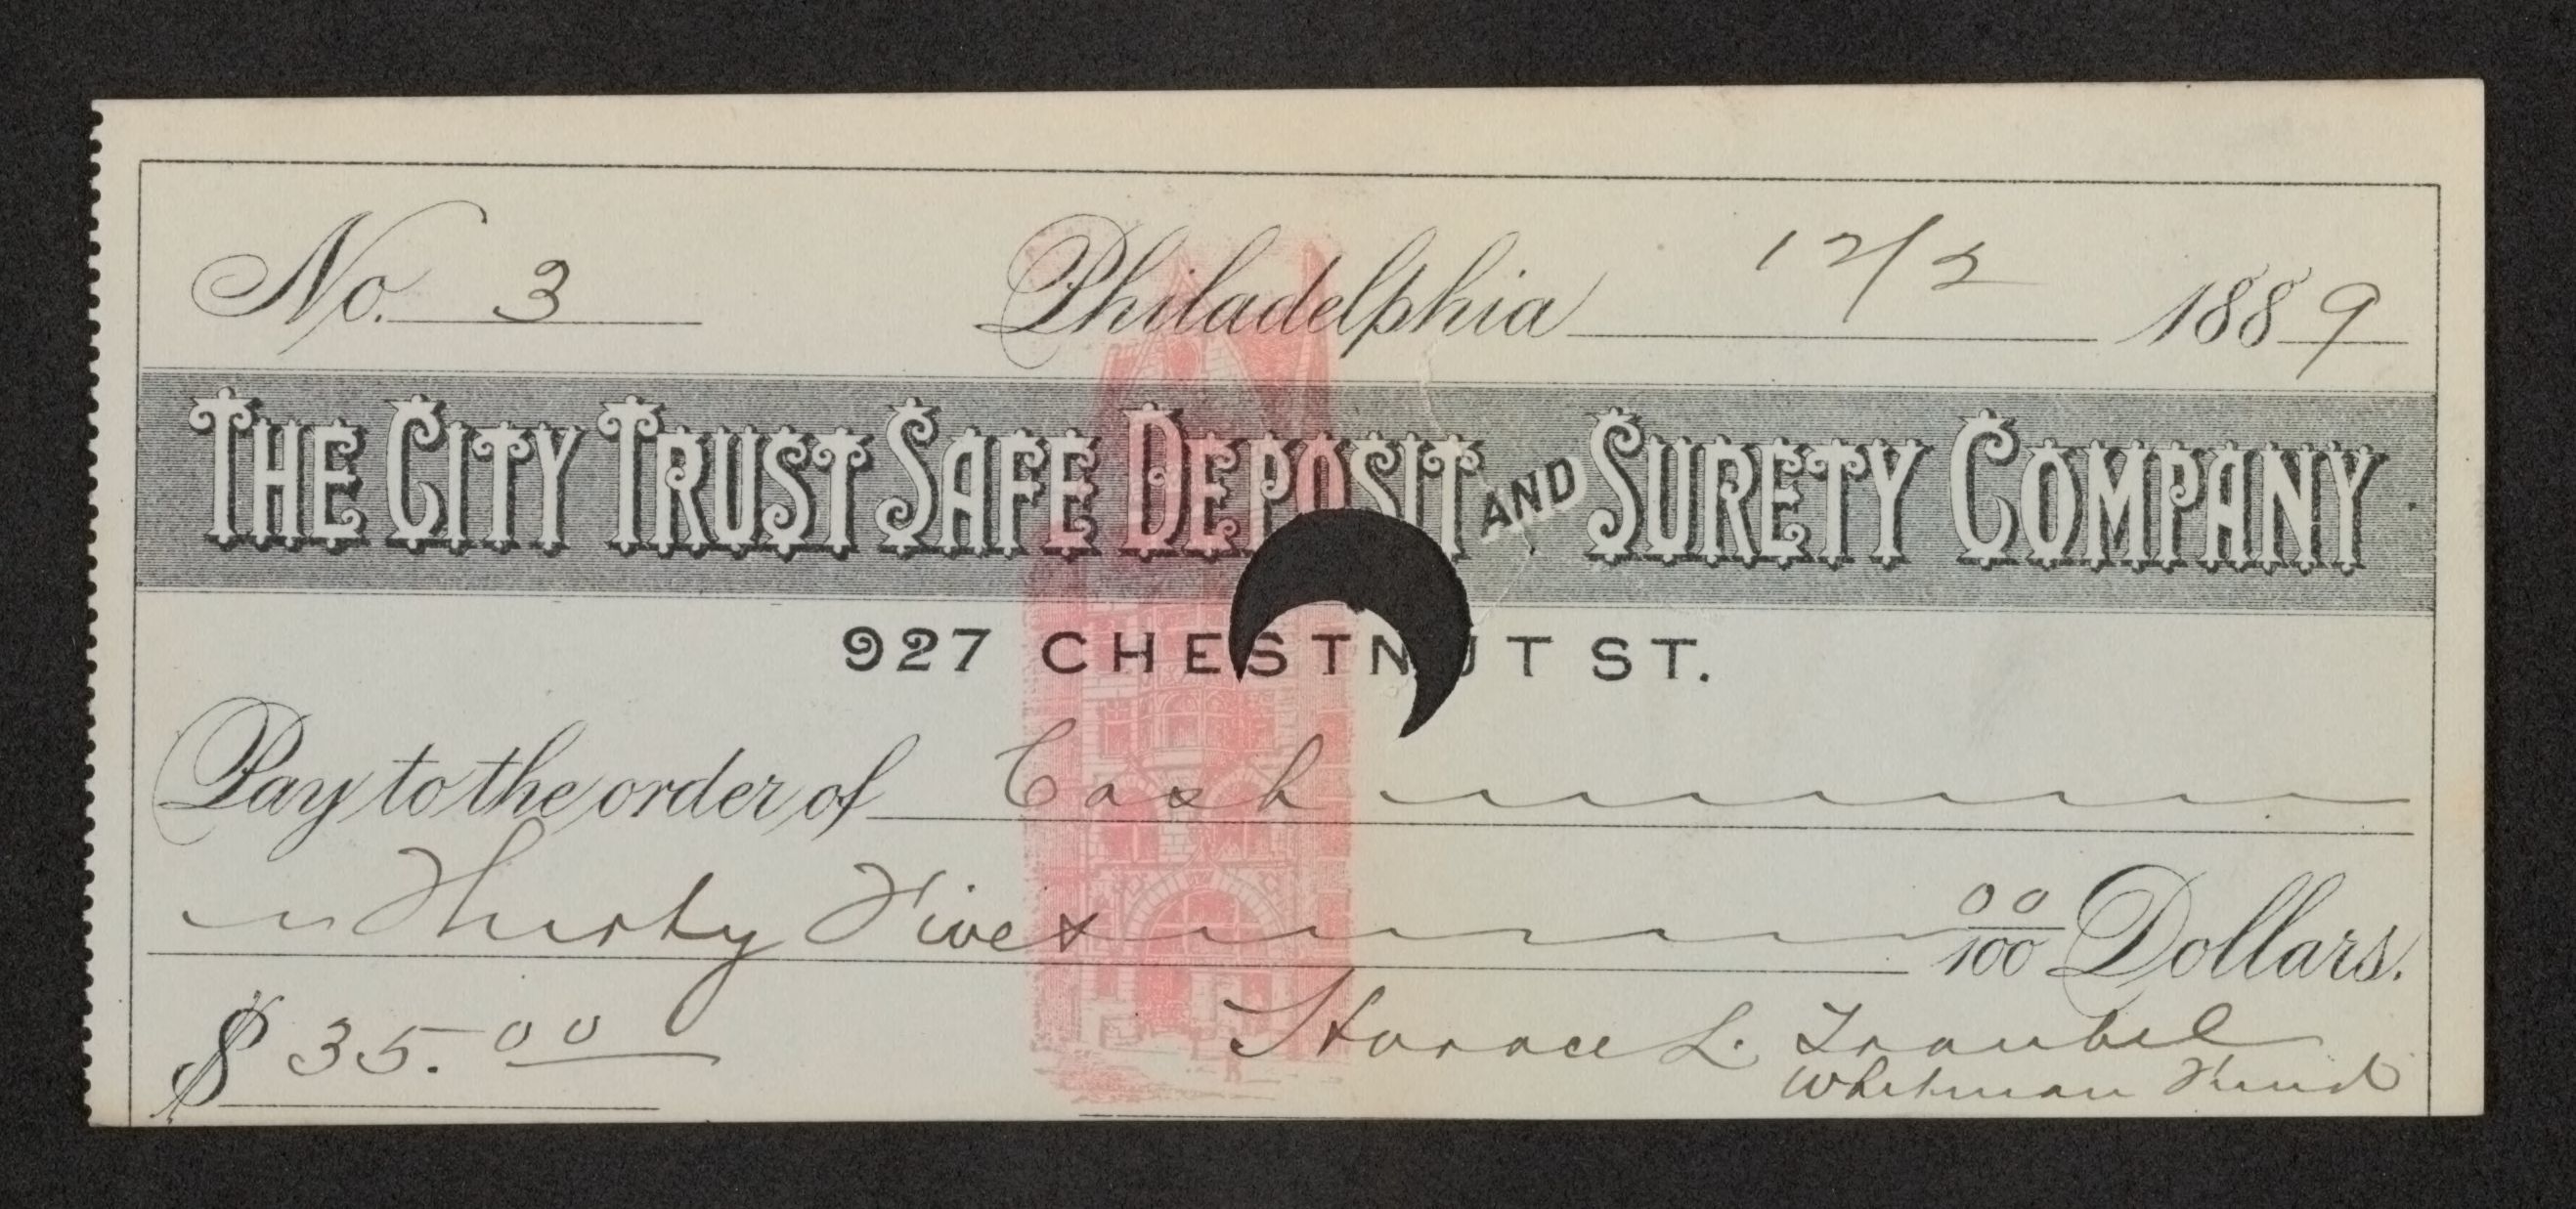 No. 3 Philadelphia 12/2 1889
THE CITY TRUST SAFE DEPOSIT AND SURETY COMPANY
927 CHESTNUT ST.
Pay to the order of Cash
Thirty Five x 00/100 Dollars.
$ 35.00 Horace L. Traubel
Whitman Fund